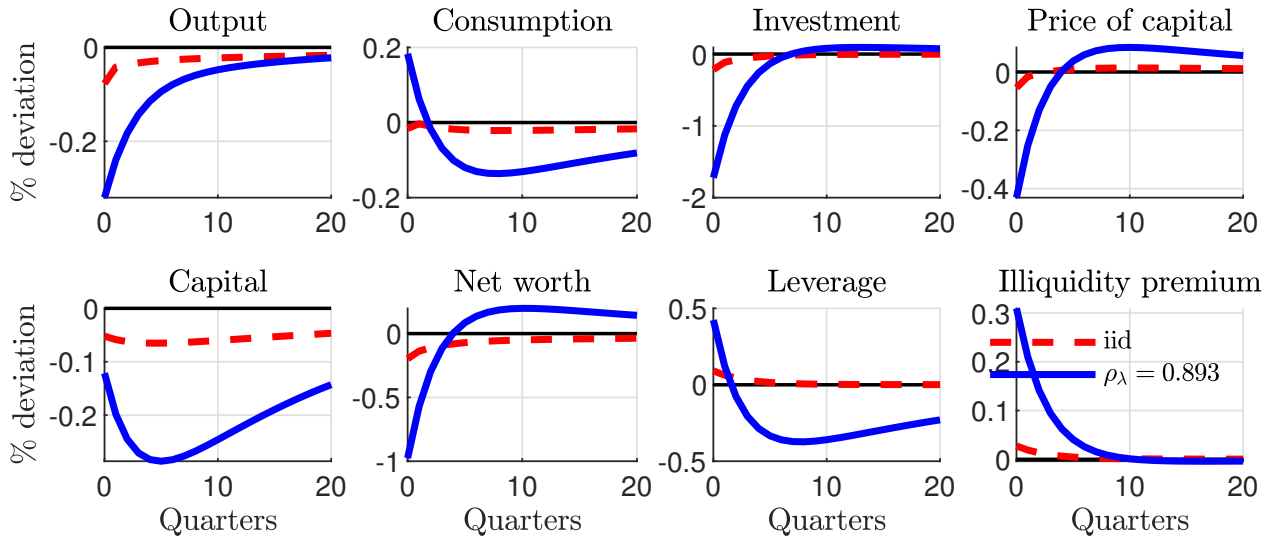 Output Consumption Investment Price of capital
% deviation
0
-0.2
0 10 20
0.2
0
-0.2
0 10 20
0
-1
-2
0 10 20
0
-0.2
-0.4
0 10 20
Capital Net worth Leverage Illiquidity premium
% deviation
0
-0.1
-0.2
0 10 20
Quarters
0
-0.5
-1
0 10 20
Quarters
0.5
0
-0.5
0 10 20
Quarters
0.3
0.2
0.1
0
iid
ρλ = 0.893
0 10 20
Quarters